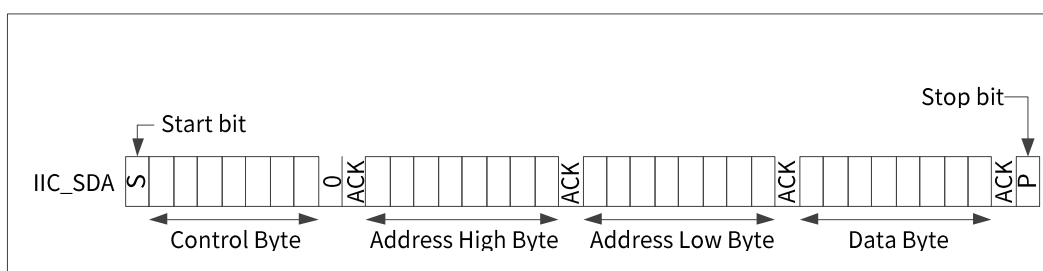 Stop bit
Start bit
IIC_SDA S 0 ACK ACK ACK ACK P
Control Byte Address High Byte Address Low Byte Data Byte